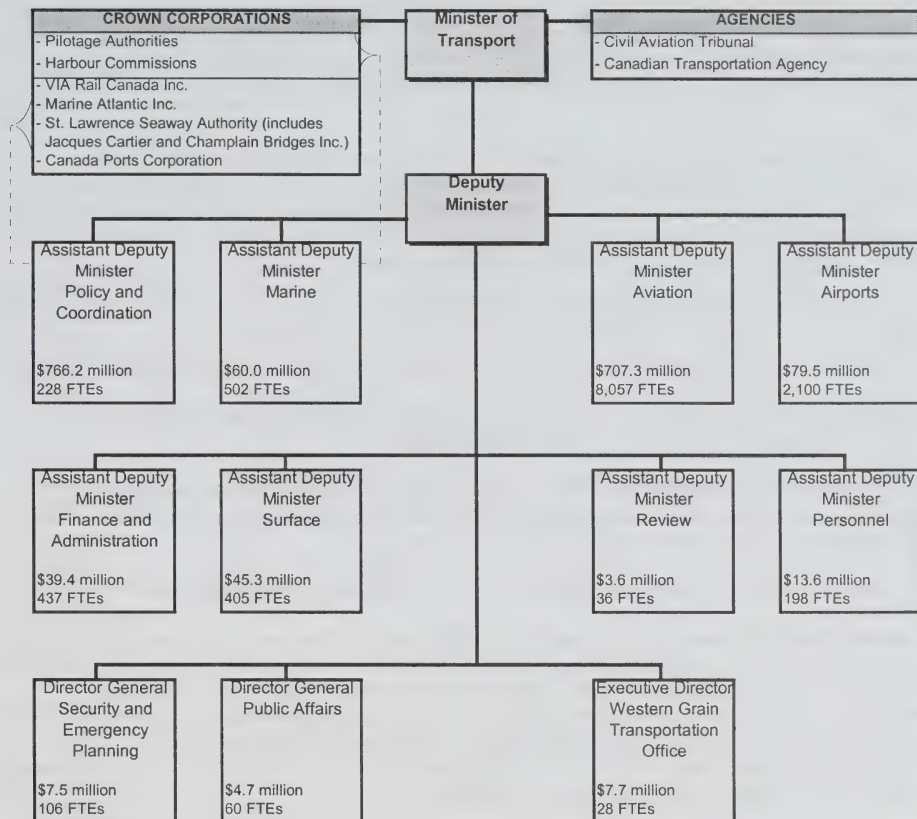 CROWN CORPORATIONS
- Pilotage Authorities
- Harbour Commissions
- VIA Rail Canada Inc.
- Marine Atlantic Inc.
- St. Lawrence Seaway Authority (includes
Jacques Cartier and Champlain Bridges Inc.)
- Canada Ports Corporation
Minister of
Transport
AGENCIES
- Civil Aviation Tribunal
- Canadian Transportation Agency
Deputy
Minister
Assistant Deputy
Minister
Policy and
Coordination
$766.2 million
228 FTEs
Assistant Deputy
Minister
Marine
$60.0 million
502 FTEs
Assistant Deputy
Minister
Aviation
$707.3 million
8,057 FTEs
Assistant Deputy
Minister
Airports
$79.5 million
2,100 FTEs
Assistant Deputy
Minister
Finance and
Administration
$39.4 million
437 FTEs
Assistant Deputy
Minister
Surface
$45.3 million
405 FTEs
Assistant Deputy
Minister
Review
$3.6 million
36 FTEs
Assistant Deputy
Minister
Personnel
$13.6 million
198 FTEs
Director General
Security and
Emergency
Planning
$7.5 million
106 FTEs
Director General
Public Affairs
$4.7 million
60 FTEs
Executive Director
Western Grain
Transportation
Office
$7.7 million
28 FTEs